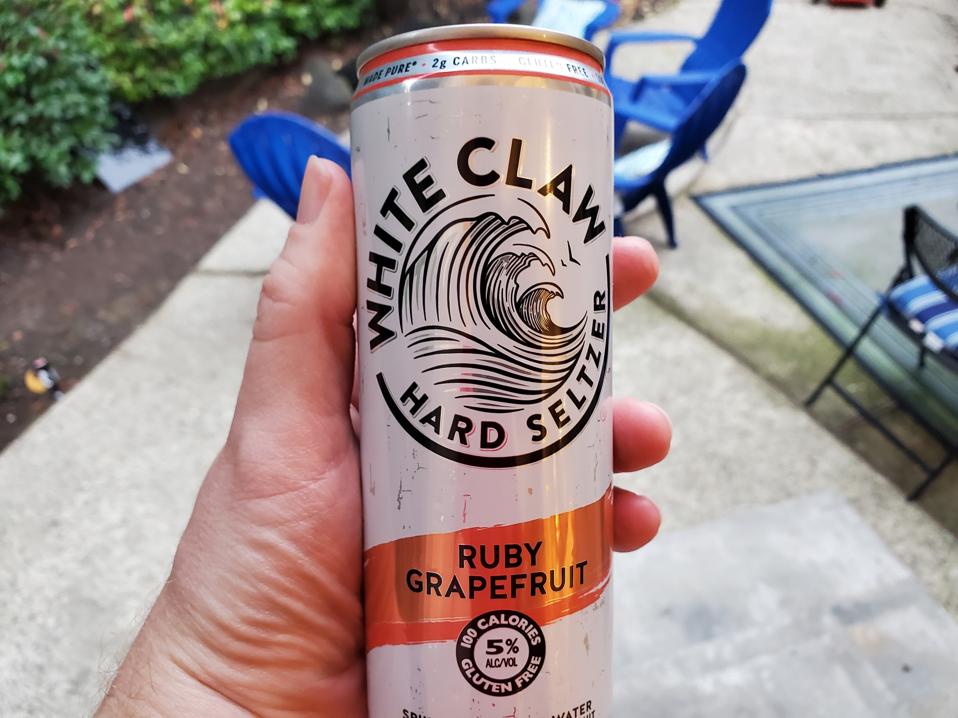 MADE PURE* · 2g CARBS GLUTEN FREE
WHITE CLAW
HARD SELTZER
RUBY
GRAPEFRUIT
100 CALORIES
5%
ALC/VOL
GLUTEN FREE
WATER